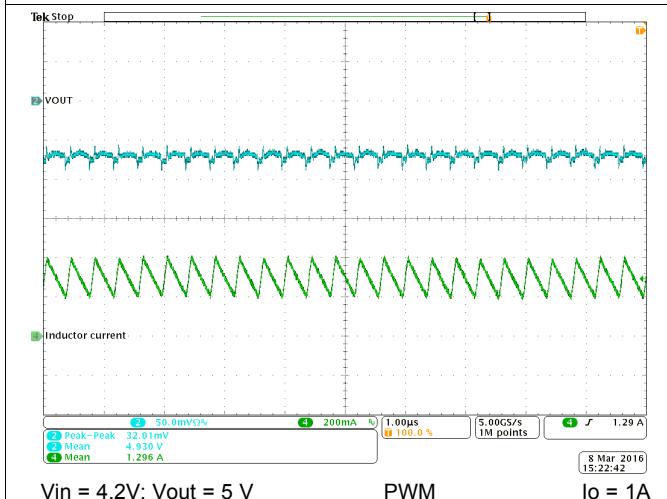 Tek Stop
T
2 VOUT
4 Inductor current
2 50.0mVΩ 4 200mA 1.00µs 5.00GS/s 4 1.29 A
T 100.0 % 1M points
2 Peak-Peak 32.01mV
2 Mean 4.930 V
4 Mean 1.296 A
8 Mar 2016
15:22:42
Vin = 4.2V; Vout = 5 V PWM Io = 1A